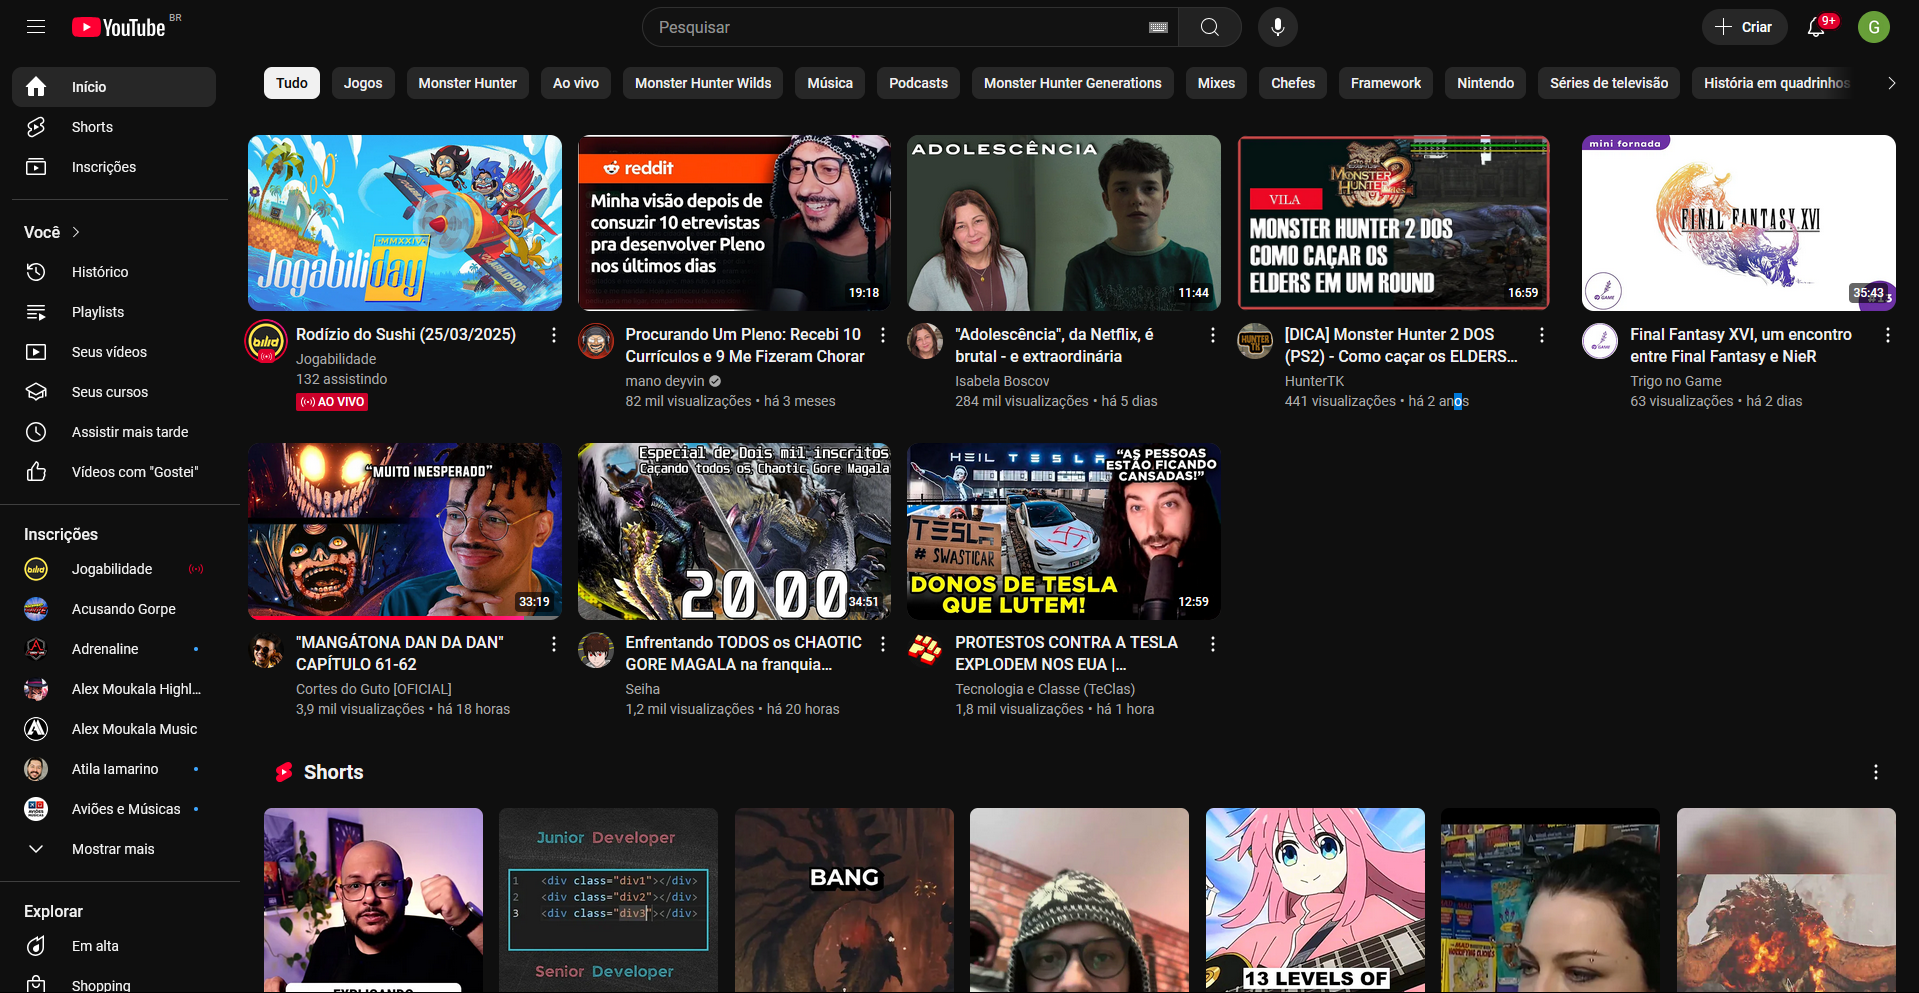 YouTube BR
Pesquisar
Criar
9+
G
Início
Shorts
Inscrições
Você
Histórico
Playlists
Seus vídeos
Seus cursos
Assistir mais tarde
Vídeos com "Gostei"
Inscrições
Jogabilidade
Acusando Gorpe
Adrenaline
Alex Moukala Highl...
Alex Moukala Music
Atila Iamarino
Aviões e Músicas
Mostrar mais
Explorar
Em alta
Shopping
Tudo
Jogos
Monster Hunter
Ao vivo
Monster Hunter Wilds
Música
Podcasts
Monster Hunter Generations
Mixes
Chefes
Framework
Nintendo
Séries de televisão
História em quadrinhos
MMXXIV
Jogabiliday
Rodízio do Sushi (25/03/2025)
Jogabilidade
132 assistindo
AO VIVO
reddit
Minha visão depois de
consuzir 10 etrevistas
pra desenvolver Pleno
nos últimos dias
19:18
Procurando Um Pleno: Recebi 10
Currículos e 9 Me Fizeram Chorar
mano deyvin
82 mil visualizações • há 3 meses
ADOLESCÊNCIA
11:44
"Adolescência", da Netflix, é
brutal - e extraordinária
Isabela Boscov
284 mil visualizações • há 5 dias
MONSTER
HUNTER 2
VILA
MONSTER HUNTER 2 DOS
COMO CAÇAR OS
ELDERS EM UM ROUND
16:59
[DICA] Monster Hunter 2 DOS
(PS2) - Como caçar os ELDERS...
HunterTK
441 visualizações • há 2 anos
mini fornada
FINAL FANTASY XVI
35:43
Final Fantasy XVI, um encontro
entre Final Fantasy e NieR
Trigo no Game
63 visualizações • há 2 dias
"MUITO INESPERADO"
33:19
"MANGÁTONA DAN DA DAN"
CAPÍTULO 61-62
Cortes do Guto [OFICIAL]
3,9 mil visualizações • há 18 horas
Especial de Dois mil inscritos
Caçando todos os Chaotic Gore Magala
2000
34:51
Enfrentando TODOS os CHAOTIC
GORE MAGALA na franquia...
Seiha
1,2 mil visualizações • há 20 horas
HEIL TESLA
"AS PESSOAS
ESTÃO FICANDO
CANSADAS!"
TESLA
# SWASTICAR
DONOS DE TESLA
QUE LUTEM!
12:59
PROTESTOS CONTRA A TESLA
EXPLODEM NOS EUA |...
Tecnologia e Classe (TeClas)
1,8 mil visualizações • há 1 hora
Shorts
EXPLICANDO
Junior Developer
1 <div class="div1"></div>
2 <div class="div2"></div>
3 <div class="div3"></div>
Senior Developer
BANG
13 LEVELS OF